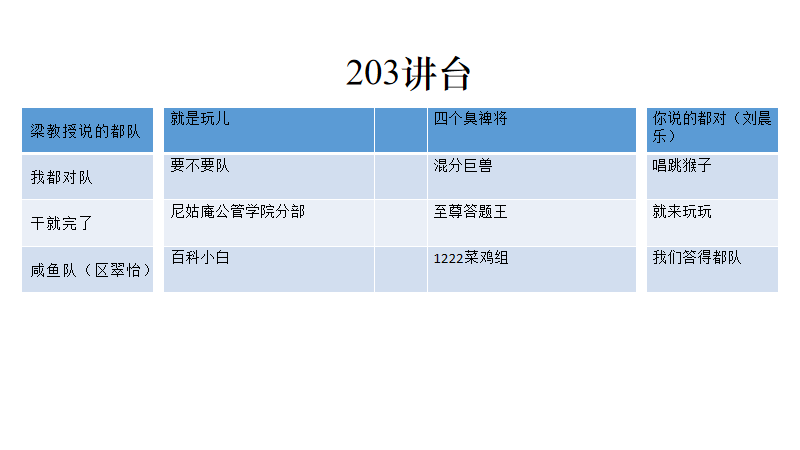 203讲台
梁教授说的都队
就是玩儿
四个臭裨将
你说的都对（刘晨
乐）
我都对队
要不要队
混分巨兽
唱跳猴子
干就完了
尼姑庵公管学院分部
至尊答题王
就来玩玩
咸鱼队（区翠怡）
百科小白
1222菜鸡组
我们答得都队